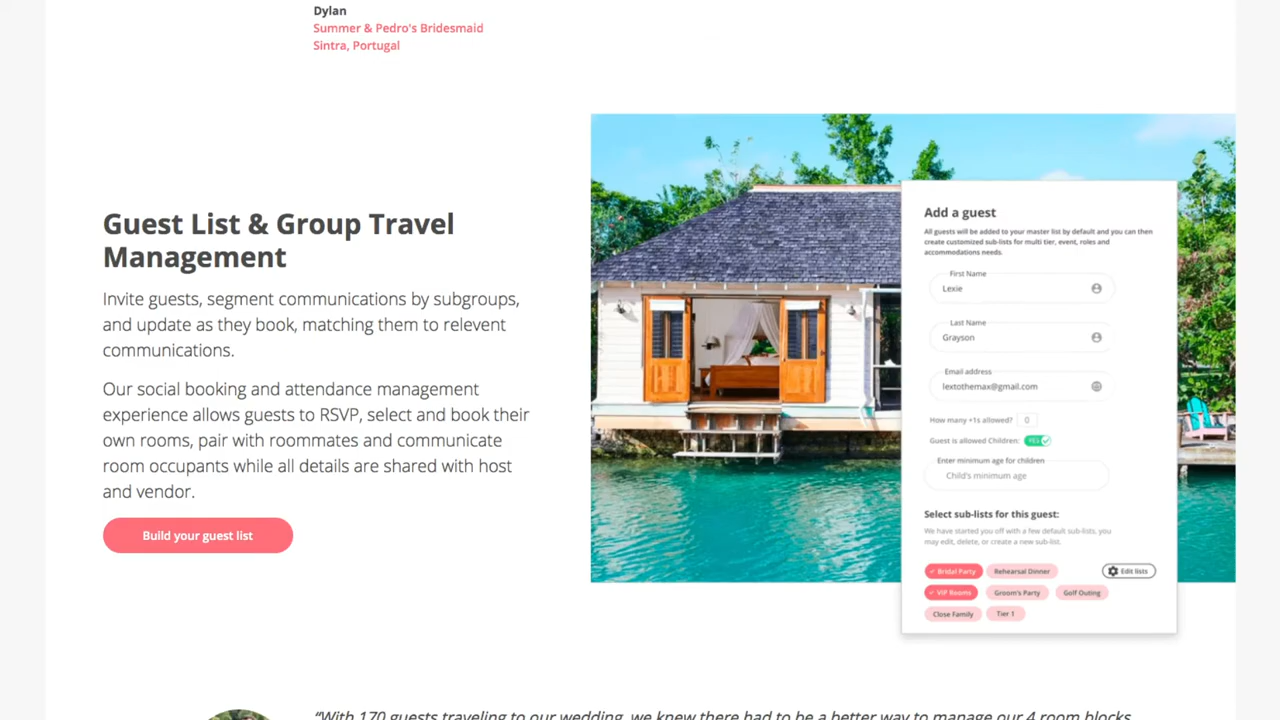 Dylan
Summer & Pedro's Bridesmaid
Sintra, Portugal
Guest List & Group Travel
Management
Invite guests, segment communications by subgroups,
and update as they book, matching them to relevent
communications.
Our social booking and attendance management
experience allows guests to RSVP, select and book their
own rooms, pair with roommates and communicate
room occupants while all details are shared with host
and vendor.
Build your guest list
Add a guest
All guests will be added to your master list by default and you can then
create customized sub-lists for multi tier, event, roles and
accommodations needs.
First Name
Lexie
Last Name
Grayson
Email address
lextothemax@gmail.com
How many +1s allowed? 0
Guest is allowed Children: YES
Enter minimum age for children
Child's minimum age
Select sub-lists for this guest:
We have started you off with a few default sub-lists, you
may edit, delete, or create a new sub-list.
Bridal Party Rehearsal Dinner Edit lists
VIP Rooms Groom's Party Golf Outing
Close Family Tier 1
“With 170 guests traveling to our wedding, we knew there had to be a better way to manage our 4 room blocks